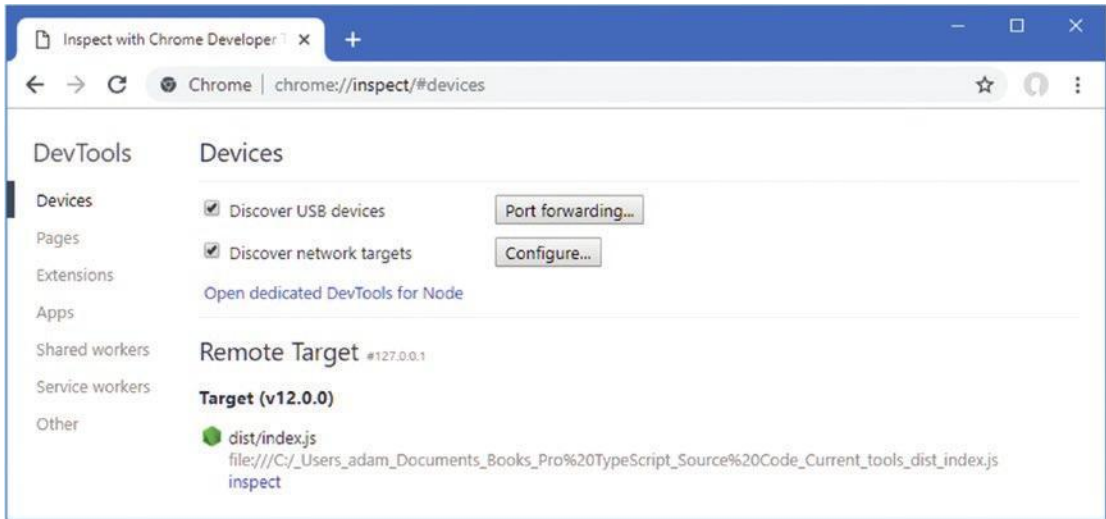 Inspect with Chrome Developer T
Chrome | chrome://inspect/#devices
DevTools
Devices
Pages
Extensions
Apps
Shared workers
Service workers
Other
Devices
Discover USB devices
Port forwarding...
Discover network targets
Configure...
Open dedicated DevTools for Node
Remote Target #127.0.0.1
Target (v12.0.0)
dist/index.js
file:///C:/_Users_adam_Documents_Books_Pro%20TypeScript_Source%20Code_Current_tools_dist_index.js
inspect